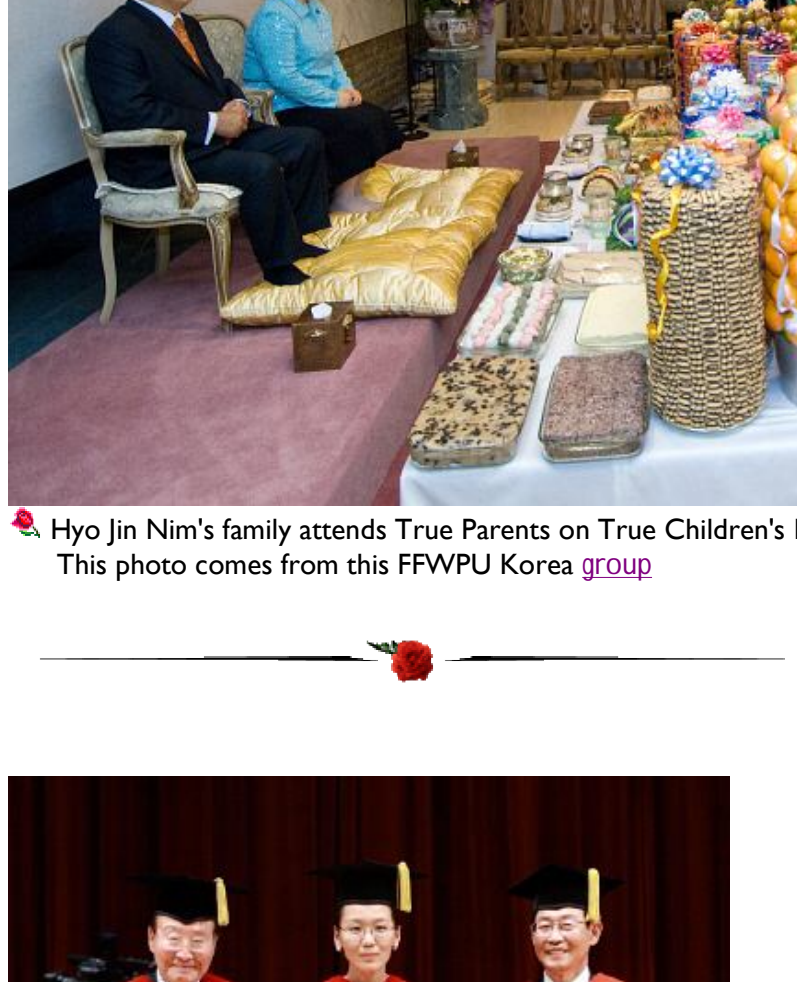 Hyo Jin Nim's family attends True Parents on True Children's
This photo comes from this FFWPU Korea group